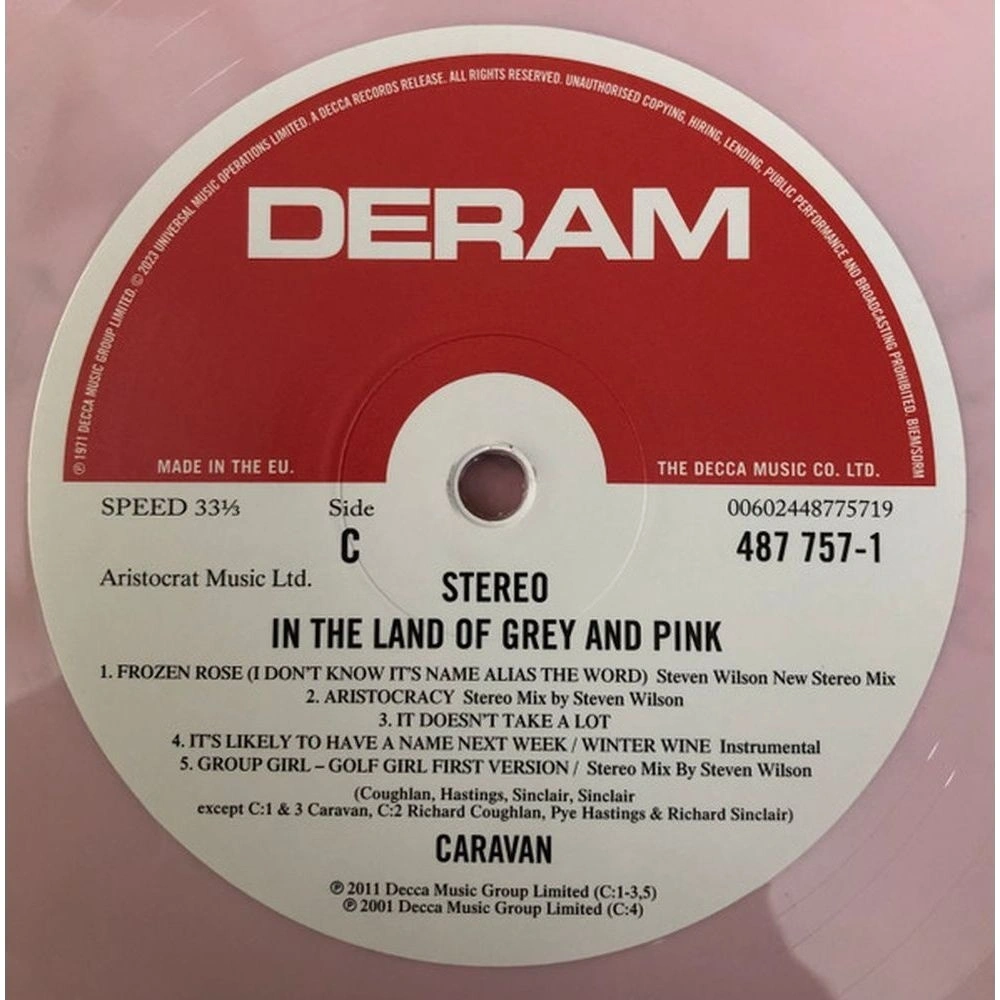 ℗ 1971 DECCA MUSIC GROUP LIMITED. © 2023 UNIVERSAL MUSIC OPERATIONS LIMITED. A DECCA RECORDS RELEASE. ALL RIGHTS RESERVED. UNAUTHORISED COPYING, HIRING, LENDING, PUBLIC PERFORMANCE AND BROADCASTING PROHIBITED. BIEM/SDRM
DERAM
MADE IN THE EU. THE DECCA MUSIC CO. LTD.
SPEED 33⅓ Side 00602448775719
C 487 757-1
Aristocrat Music Ltd.
STEREO
IN THE LAND OF GREY AND PINK
1. FROZEN ROSE (I DON'T KNOW IT'S NAME ALIAS THE WORD) Steven Wilson New Stereo Mix
2. ARISTOCRACY Stereo Mix by Steven Wilson
3. IT DOESN'T TAKE A LOT
4. IT'S LIKELY TO HAVE A NAME NEXT WEEK / WINTER WINE Instrumental
5. GROUP GIRL – GOLF GIRL FIRST VERSION / Stereo Mix By Steven Wilson
(Coughlan, Hastings, Sinclair, Sinclair
except C:1 & 3 Caravan, C:2 Richard Coughlan, Pye Hastings & Richard Sinclair)
CARAVAN
℗ 2011 Decca Music Group Limited (C:1-3,5)
℗ 2001 Decca Music Group Limited (C:4)